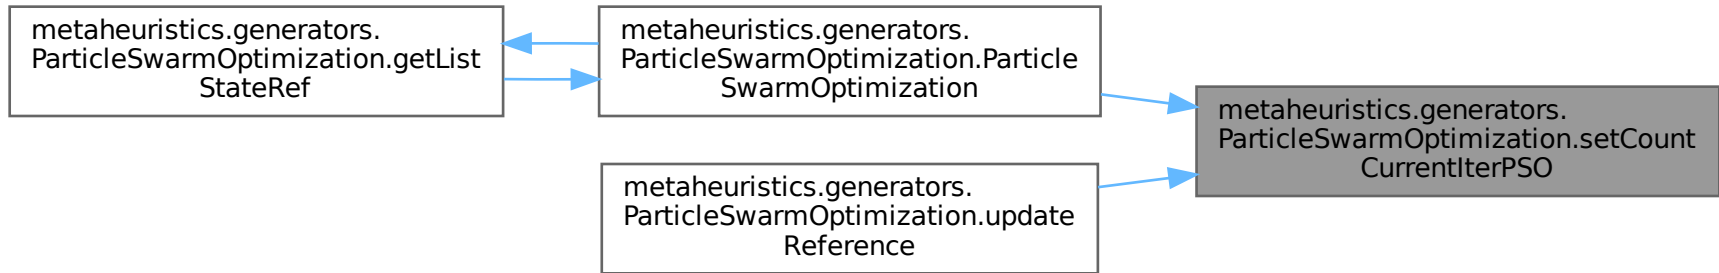 metaheuristics.generators.
ParticleSwarmOptimization.getList
StateRef
metaheuristics.generators.
ParticleSwarmOptimization.Particle
SwarmOptimization
metaheuristics.generators.
ParticleSwarmOptimization.setCount
CurrentIterPSO
metaheuristics.generators.
ParticleSwarmOptimization.update
Reference